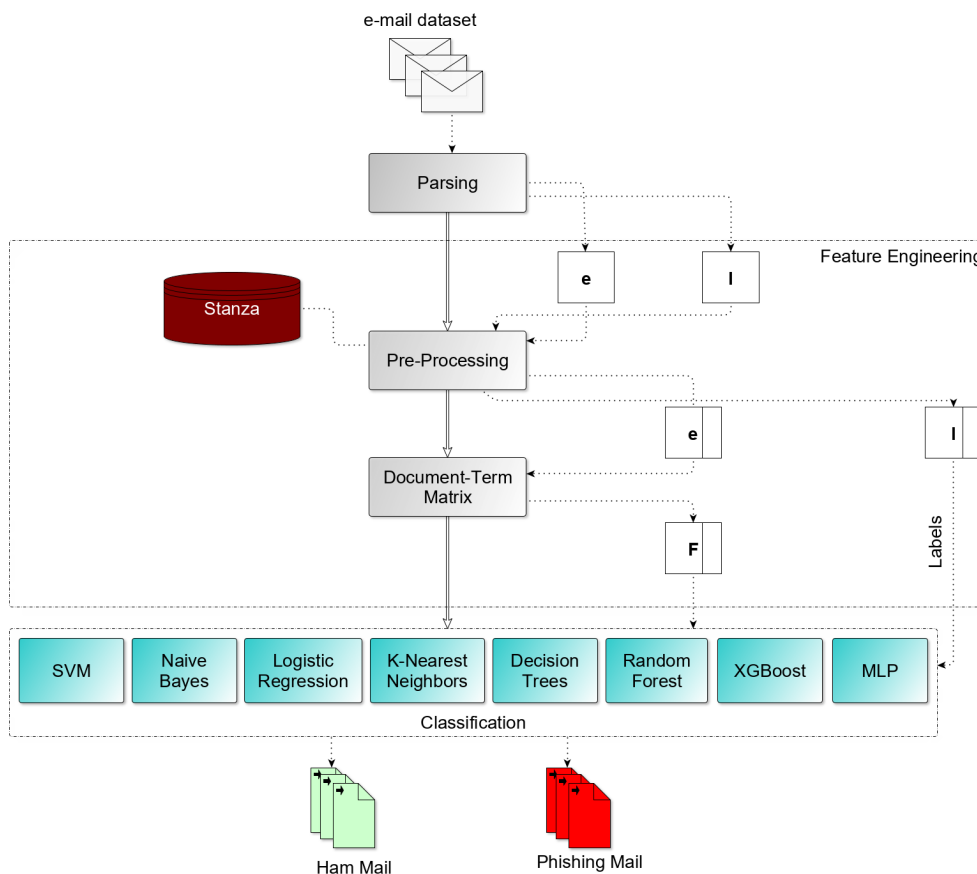 e-mail dataset
Parsing
Feature Engineering
e
l
Stanza
Pre-Processing
e
l
Document-Term
Matrix
F
Labels
SVM
Naive
Bayes
Logistic
Regression
K-Nearest
Neighbors
Decision
Trees
Random
Forest
XGBoost
MLP
Classification
Ham Mail
Phishing Mail